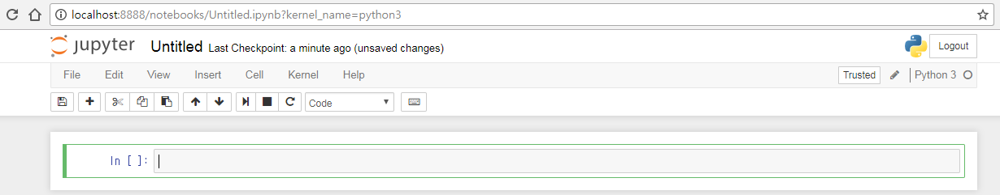 localhost:8888/notebooks/Untitled.ipynb?kernel_name=python3
jupyter Untitled Last Checkpoint: a minute ago (unsaved changes) Logout
File Edit View Insert Cell Kernel Help Trusted Python 3
Code
In [ ]: